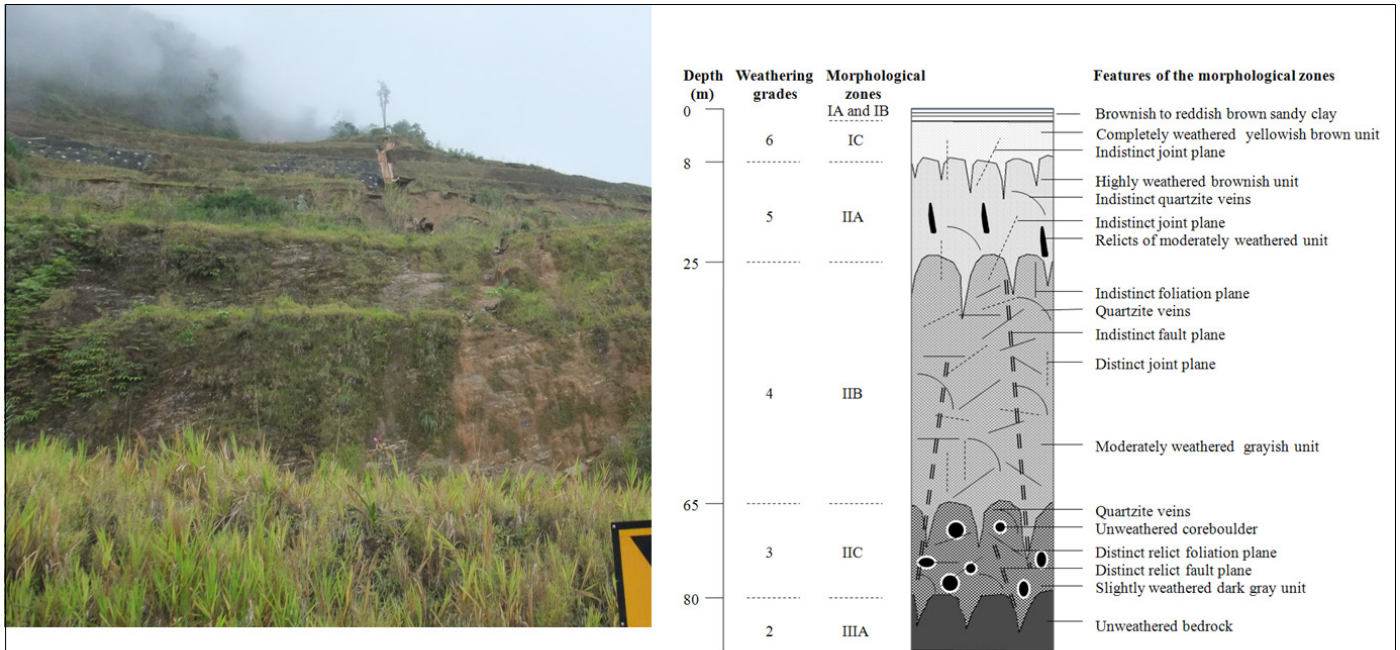 Depth (m)
Weathering grades
Morphological zones
Features of the morphological zones
0
IA and IB
Brownish to reddish brown sandy clay
Completely weathered yellowish brown unit
6
IC
Indistinct joint plane
8
Highly weathered brownish unit
Indistinct quartzite veins
5
IIA
Indistinct joint plane
Relicts of moderately weathered unit
25
Indistinct foliation plane
Quartzite veins
Indistinct fault plane
Distinct joint plane
4
IIB
Moderately weathered grayish unit
65
Quartzite veins
Unweathered coreboulder
3
IIC
Distinct relict foliation plane
Distinct relict fault plane
Slightly weathered dark gray unit
80
2
IIIA
Unweathered bedrock